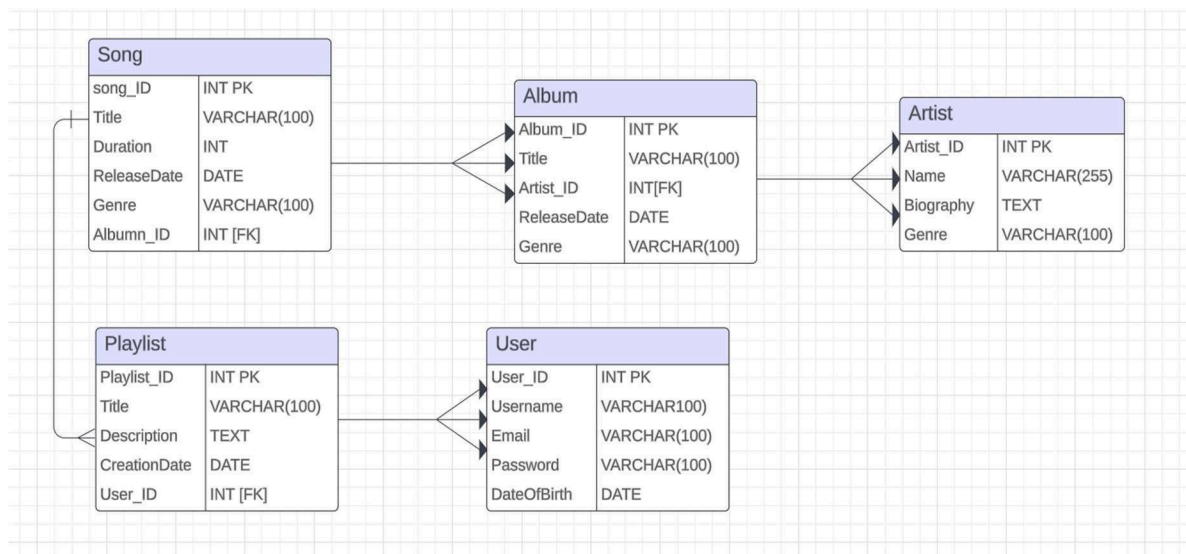 Song
song_ID INT PK
Title VARCHAR(100)
Duration INT
ReleaseDate DATE
Genre VARCHAR(100)
Albumn_ID INT [FK]
Album
Album_ID INT PK
Title VARCHAR(100)
Artist_ID INT[FK]
ReleaseDate DATE
Genre VARCHAR(100)
Artist
Artist_ID INT PK
Name VARCHAR(255)
Biography TEXT
Genre VARCHAR(100)
Playlist
Playlist_ID INT PK
Title VARCHAR(100)
Description TEXT
CreationDate DATE
User_ID INT [FK]
User
User_ID INT PK
Username VARCHAR100)
Email VARCHAR(100)
Password VARCHAR(100)
DateOfBirth DATE